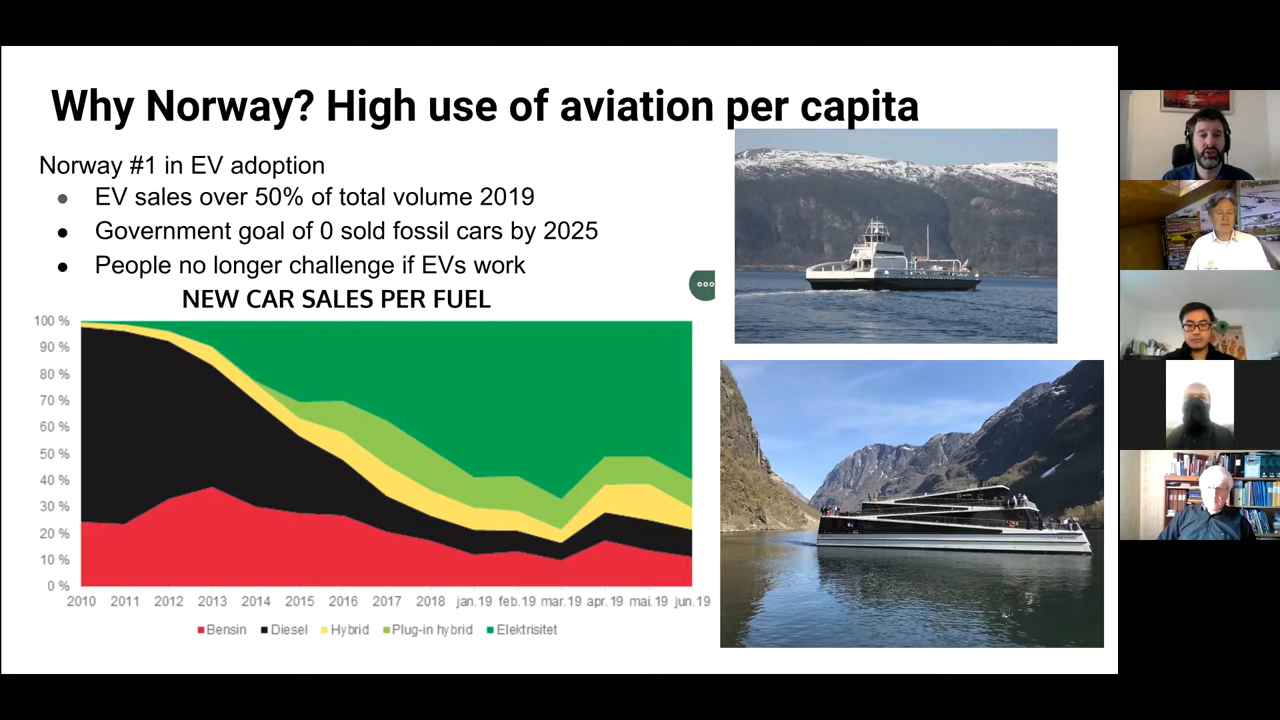 Why Norway? High use of aviation per capita
Norway #1 in EV adoption
EV sales over 50% of total volume 2019
Government goal of 0 sold fossil cars by 2025
People no longer challenge if EVs work
NEW CAR SALES PER FUEL
100 %
90 %
80 %
70 %
60 %
50 %
40 %
30 %
20 %
10 %
0 %
2010 2011 2012 2013 2014 2015 2016 2017 2018 jan.19 feb.19 mar.19 apr.19 mai.19 jun.19
Bensin Diesel Hybrid Plug-in hybrid Elektrisitet